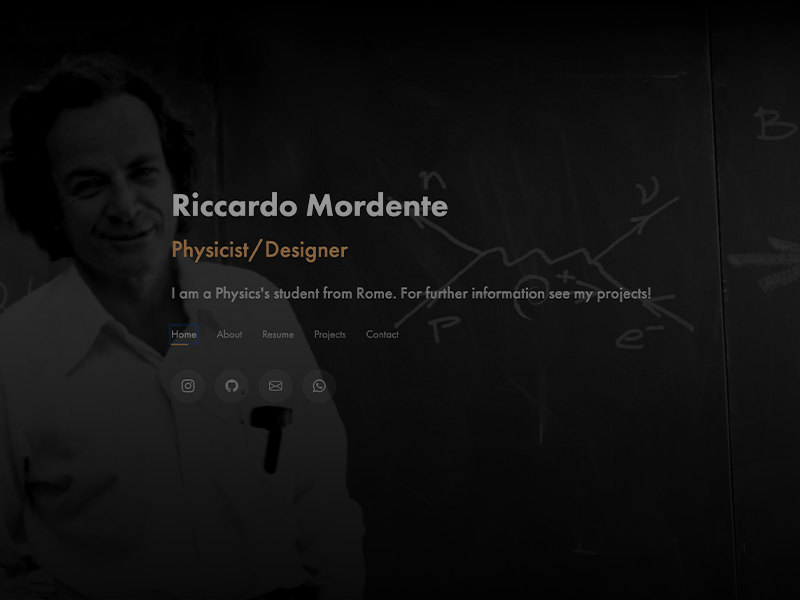 Riccardo Mordente
Physicist/Designer
I am a Physics's student from Rome. For further information see my projects!
Home About Resume Projects Contact
n
ν
B
P
e⁻